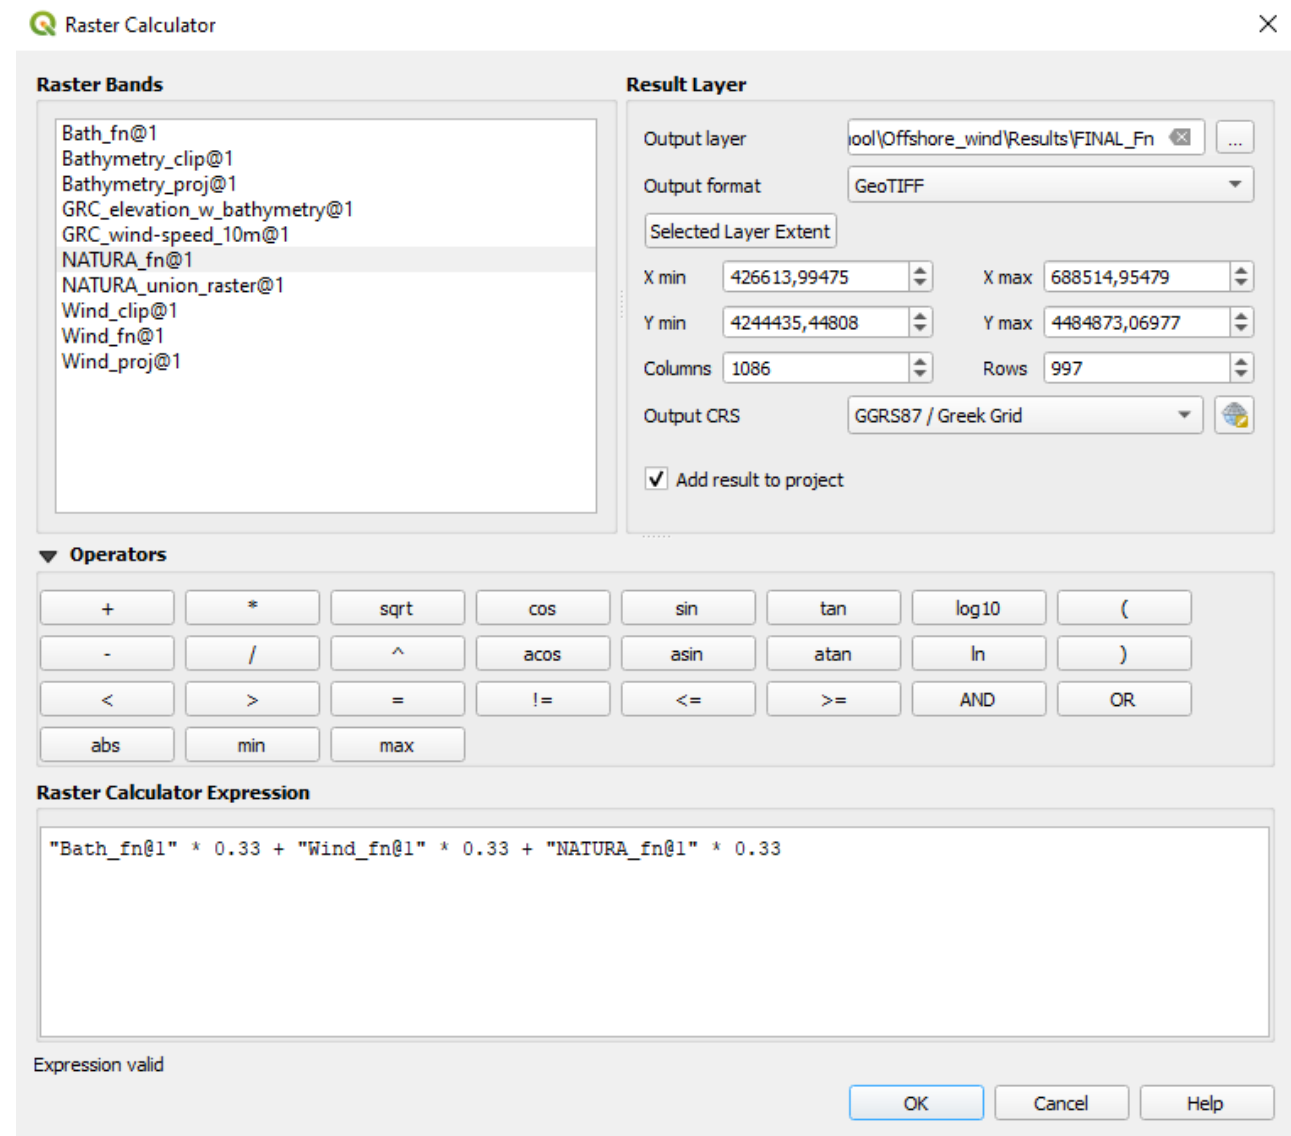 Raster Calculator
Raster Bands
Bath_fn@1
Bathymetry_clip@1
Bathymetry_proj@1
GRC_elevation_w_bathymetry@1
GRC_wind-speed_10m@1
NATURA_fn@1
NATURA_union_raster@1
Wind_clip@1
Wind_fn@1
Wind_proj@1
Result Layer
Output layer ool\Offshore_wind\Results\FINAL_Fn ...
Output format GeoTIFF
Selected Layer Extent
X min 426613,99475 X max 688514,95479
Y min 4244435,44808 Y max 4484873,06977
Columns 1086 Rows 997
Output CRS GGRS87 / Greek Grid
Add result to project
Operators
+ * sqrt cos sin tan log10 (
- / ^ acos asin atan ln )
< > = != <= >= AND OR
abs min max
Raster Calculator Expression
"Bath_fn@1" * 0.33 + "Wind_fn@1" * 0.33 + "NATURA_fn@1" * 0.33
Expression valid
OK Cancel Help